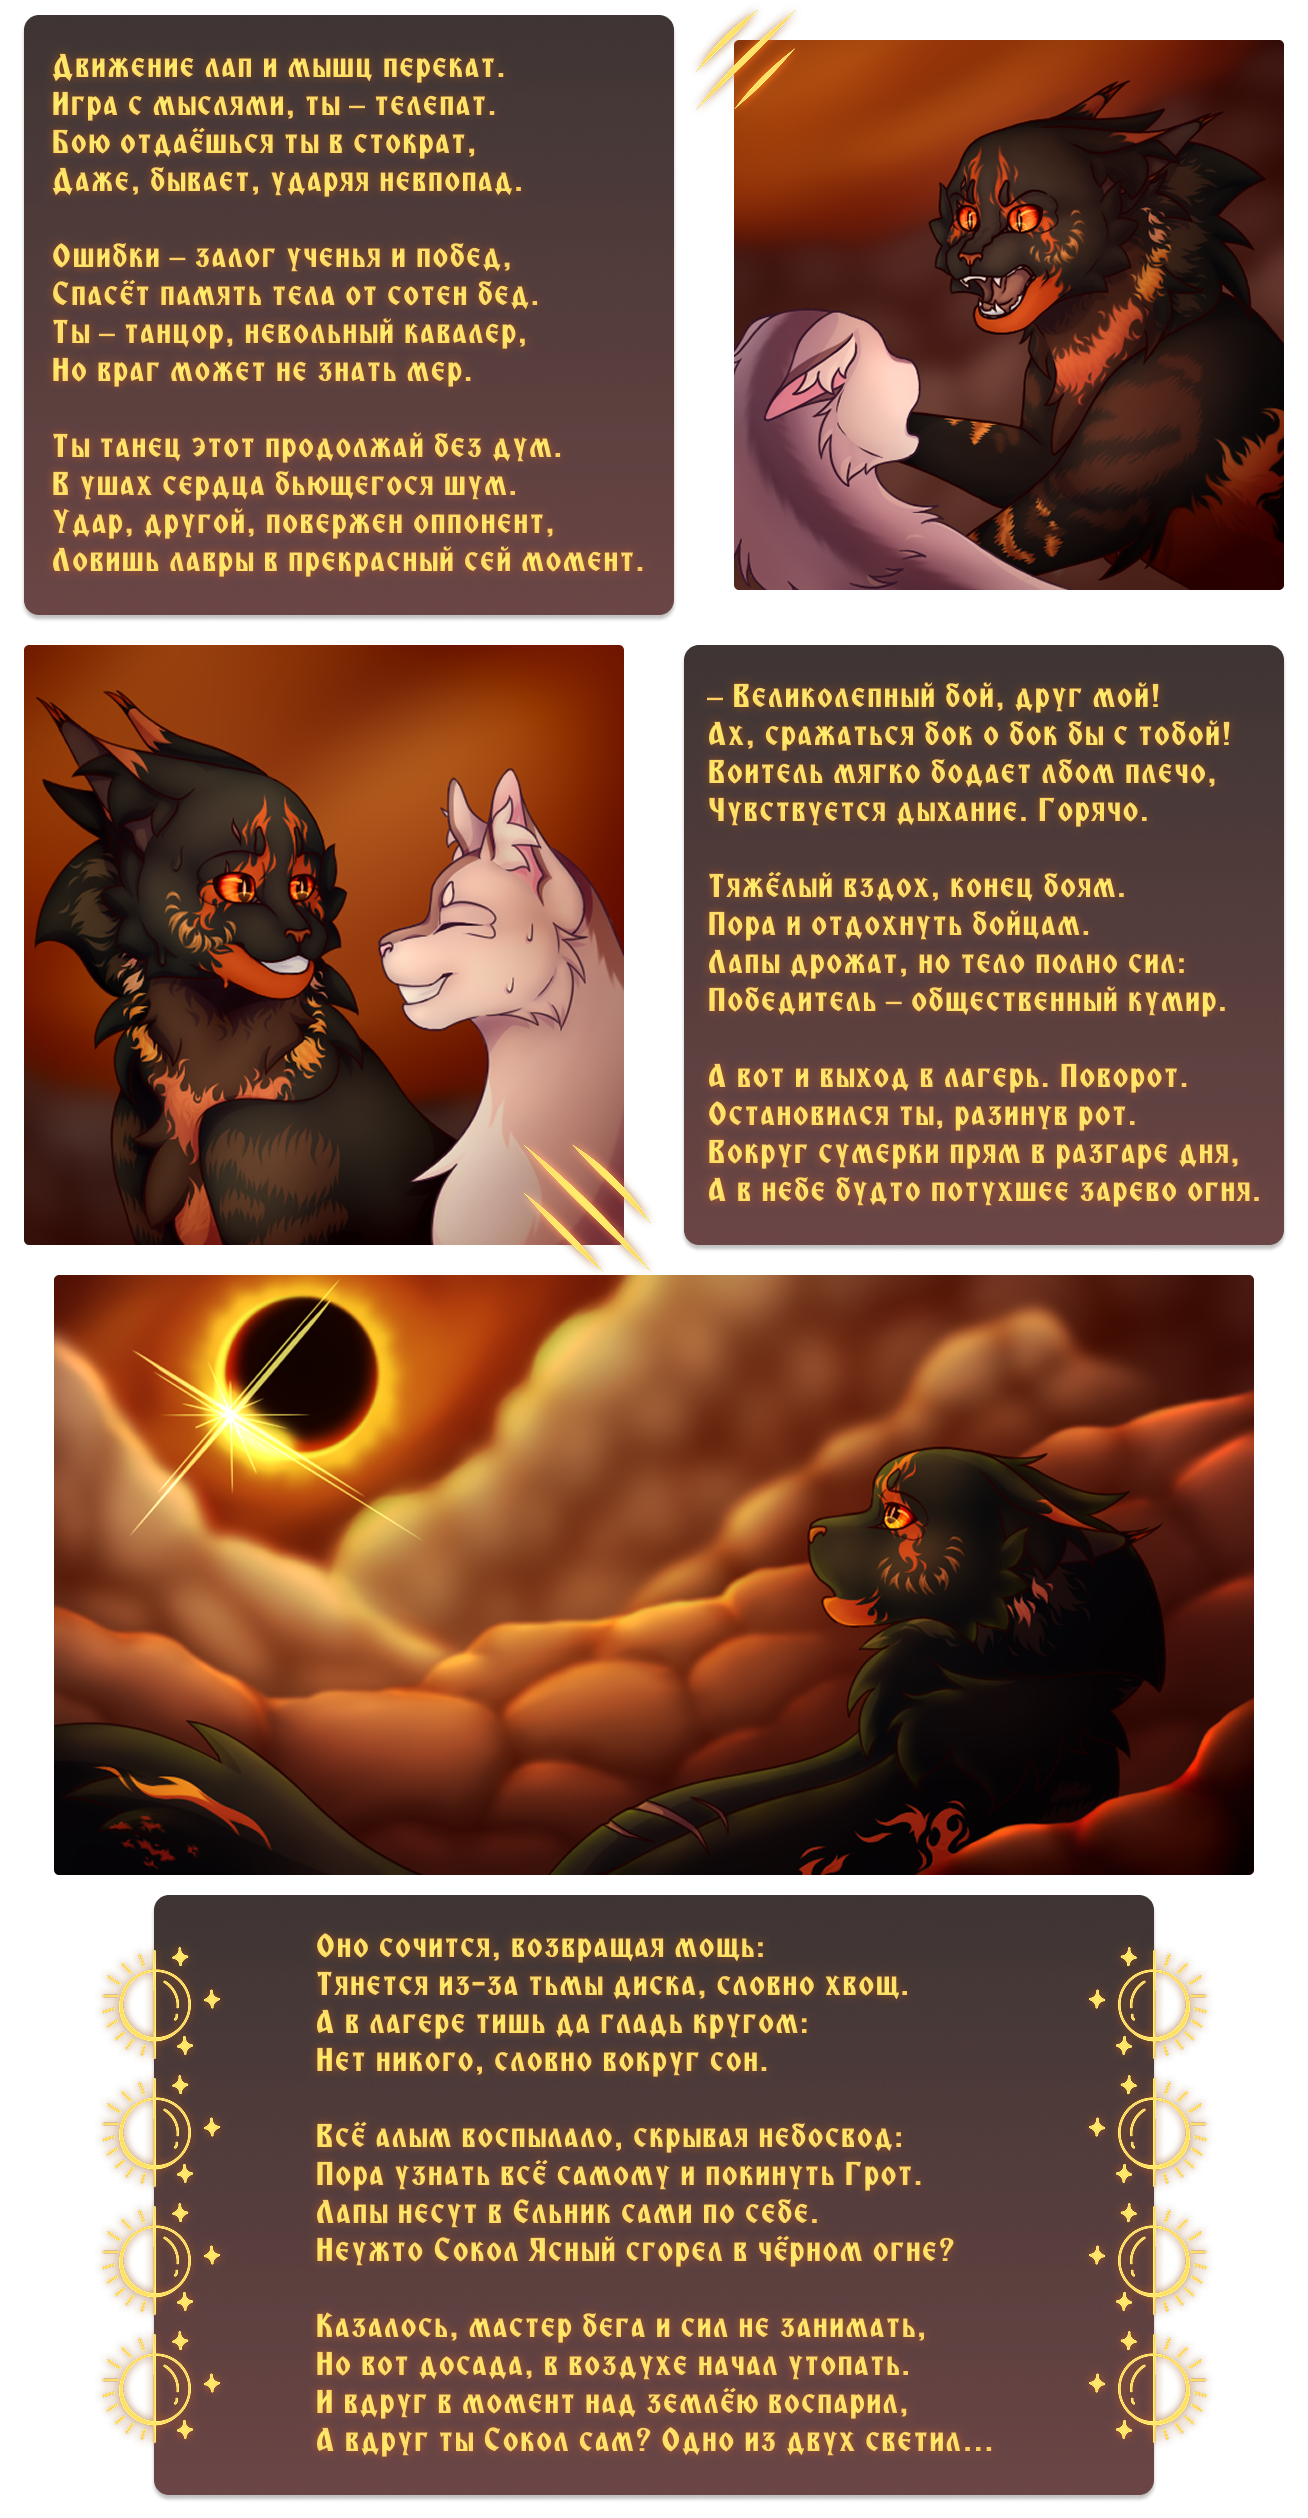 Движение лап и мышц перекат.
Игра с мыслями, ты – телепат.
Бою отдаёшься ты в стократ,
Даже, бывает, ударяя невпопад.

Ошибки – залог ученья и побед,
Спасёт память тела от сотен бед.
Ты – танцор, невольный кавалер,
Но враг может не знать мер.

Ты танец этот продолжай без дум.
В ушах сердца бьющегося шум.
Удар, другой, повержен оппонент,
Ловишь лавры в прекрасный сей момент.

– Великолепный бой, друг мой!
Ах, сражаться бок о бок бы с тобой!
Воитель мягко бодает лбом плечо,
Чувствуется дыхание. Горячо.

Тяжёлый вздох, конец боям.
Пора и отдохнуть бойцам.
Лапы дрожат, но тело полно сил:
Победитель – общественный кумир.

А вот и выход в лагерь. Поворот.
Остановился ты, разинув рот.
Вокруг сумерки прям в разгаре дня,
А в небе будто потухшее зарево огня.

Оно сочится, возвращая мощь:
Тянется из-за тьмы диска, словно хвощ.
А в лагере тишь да гладь кругом:
Нет никого, словно вокруг сон.

Всё алым воспылало, скрывая небосвод:
Пора узнать всё самому и покинуть Грот.
Лапы несут в Ельник сами по себе.
Неужто Сокол Ясный сгорел в чёрном огне?

Казалось, мастер бега и сил не занимать,
Но вот досада, в воздухе начал утопать.
И вдруг в момент над землёю воспарил,
А вдруг ты Сокол сам? Одно из двух светил...